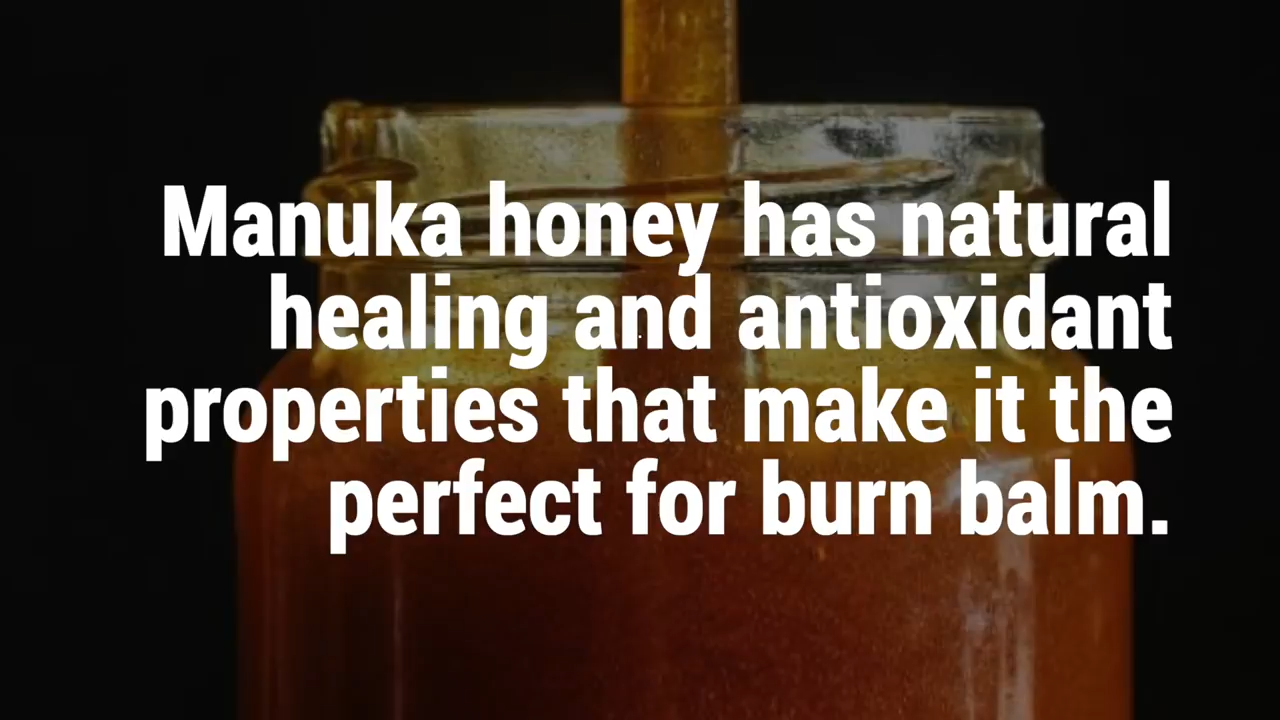 Manuka honey has natural
healing and antioxidant
properties that make it the
perfect for burn balm.